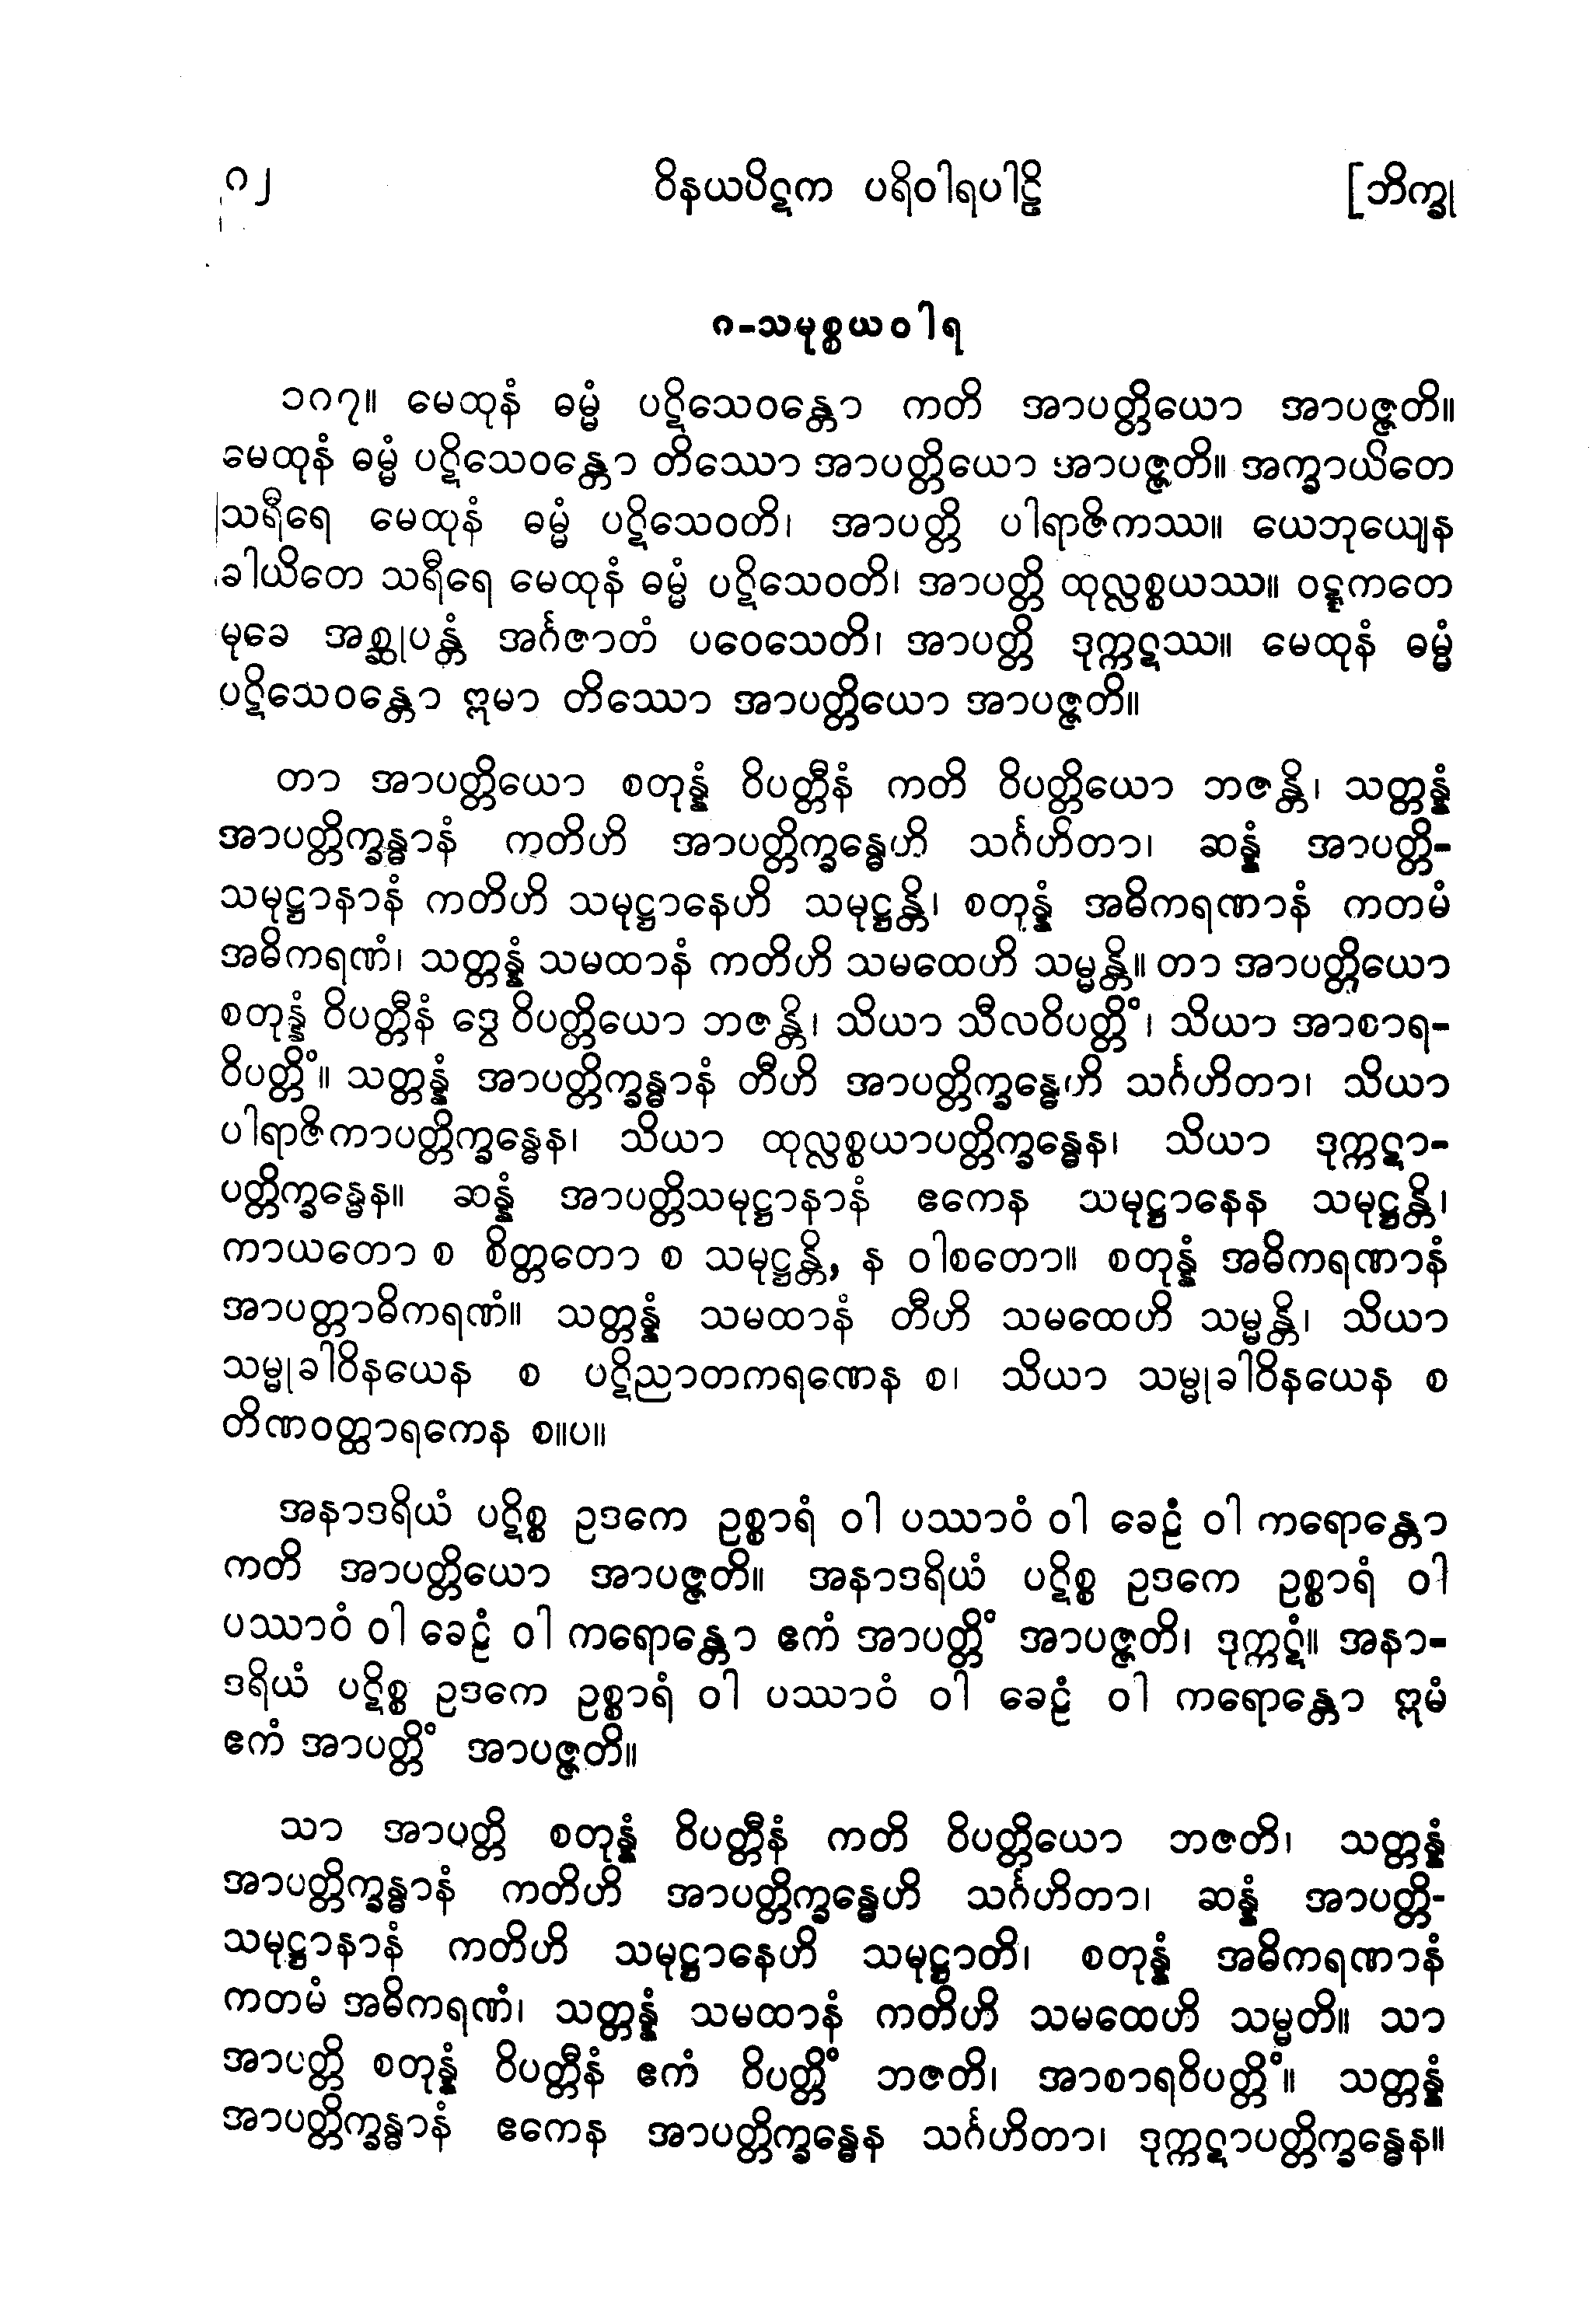 ၈၂ ဝိနယပိဋက ပရိဝါရပါဠိ [ဘိက္ခု
၈-သမုစ္စယဝါရ
၁၈၇။ မေထုနံ ဓမ္မံ ပဋိသေဝန္တော ကတိ အာပတ္တိယော အာပဇ္ဇတိ။
မေထုနံ ဓမ္မံ ပဋိသေဝန္တော တိဿော အာပတ္တိယော အာပဇ္ဇတိ။ အက္ခာယိတေ
သရီရေ မေထုနံ ဓမ္မံ ပဋိသေဝတိ၊ အာပတ္တိ ပါရာဇိကဿ။ ယေဘုယျေန
ခါယိတေ သရီရေ မေထုနံ ဓမ္မံ ပဋိသေဝတိ၊ အာပတ္တိ ထုလ္လစ္စယဿ။ ဝဋ္ဋကတေ
မုခေ အစ္ဆုပန္တံ အင်္ဂဇာတံ ပဝေသေတိ၊ အာပတ္တိ ဒုက္ကဋဿ။ မေထုနံ ဓမ္မံ
ပဋိသေဝန္တော ဣမာ တိဿော အာပတ္တိယော အာပဇ္ဇတိ။
တာ အာပတ္တိယော စတုန္နံ ဝိပတ္တီနံ ကတိ ဝိပတ္တိယော ဘဇန္တိ၊ သတ္တန္နံ
အာပတ္တိက္ခန္ဓာနံ ကတိဟိ အာပတ္တိက္ခန္ဓေဟိ သင်္ဂဟိတာ၊ ဆန္နံ အာပတ္တိ-
သမုဋ္ဌာနာနံ ကတိဟိ သမုဋ္ဌာနေဟိ သမုဋ္ဌန္တိ၊ စတုန္နံ အဓိကရဏာနံ ကတမံ
အဓိကရဏံ၊ သတ္တန္နံ သမထာနံ ကတိဟိ သမထေဟိ သမ္မန္တိ။ တာ အာပတ္တိယော
စတုန္နံ ဝိပတ္တီနံ ဒွေ ဝိပတ္တိယော ဘဇန္တိ၊ သိယာ သီလဝိပတ္တိံ၊ သိယာ အာစာရ-
ဝိပတ္တိံ။ သတ္တန္နံ အာပတ္တိက္ခန္ဓာနံ တီဟိ အာပတ္တိက္ခန္ဓေဟိ သင်္ဂဟိတာ၊ သိယာ
ပါရာဇိကာပတ္တိက္ခန္ဓေန၊ သိယာ ထုလ္လစ္စယာပတ္တိက္ခန္ဓေန၊ သိယာ ဒုက္ကဋာ-
ပတ္တိက္ခန္ဓေန။ ဆန္နံ အာပတ္တိသမုဋ္ဌာနာနံ ဧကေန သမုဋ္ဌာနေန သမုဋ္ဌန္တိ၊
ကာယတော စ စိတ္တတော စ သမုဋ္ဌန္တိ, န ဝါစတော။ စတုန္နံ အဓိကရဏာနံ
အာပတ္တာဓိကရဏံ။ သတ္တန္နံ သမထာနံ တီဟိ သမထေဟိ သမ္မန္တိ၊ သိယာ
သမ္မုခါဝိနယေန စ ပဋိညာတကရဏေန စ၊ သိယာ သမ္မုခါဝိနယေန စ
တိဏဝတ္ထာရကေန စ။ပ။
အနာဒရိယံ ပဋိစ္စ ဥဒကေ ဥစ္စာရံ ဝါ ပဿာဝံ ဝါ ခေဠံ ဝါ ကရောန္တော
ကတိ အာပတ္တိယော အာပဇ္ဇတိ။ အနာဒရိယံ ပဋိစ္စ ဥဒကေ ဥစ္စာရံ ဝါ
ပဿာဝံ ဝါ ခေဠံ ဝါ ကရောန္တော ဧကံ အာပတ္တိံ အာပဇ္ဇတိ၊ ဒုက္ကဋံ။ အနာ-
ဒရိယံ ပဋိစ္စ ဥဒကေ ဥစ္စာရံ ဝါ ပဿာဝံ ဝါ ခေဠံ ဝါ ကရောန္တော ဣမံ
ဧကံ အာပတ္တိံ အာပဇ္ဇတိ။
သာ အာပတ္တိ စတုန္နံ ဝိပတ္တီနံ ကတိ ဝိပတ္တိယော ဘဇတိ၊ သတ္တန္နံ
အာပတ္တိက္ခန္ဓာနံ ကတိဟိ အာပတ္တိက္ခန္ဓေဟိ သင်္ဂဟိတာ၊ ဆန္နံ အာပတ္တိ-
သမုဋ္ဌာနာနံ ကတိဟိ သမုဋ္ဌာနေဟိ သမုဋ္ဌာတိ၊ စတုန္နံ အဓိကရဏာနံ
ကတမံ အဓိကရဏံ၊ သတ္တန္နံ သမထာနံ ကတိဟိ သမထေဟိ သမ္မတိ။ သာ
အာပတ္တိ စတုန္နံ ဝိပတ္တီနံ ဧကံ ဝိပတ္တိံ ဘဇတိ၊ အာစာရဝိပတ္တိံ။ သတ္တန္နံ
အာပတ္တိက္ခန္ဓာနံ ဧကေန အာပတ္တိက္ခန္ဓေန သင်္ဂဟိတာ၊ ဒုက္ကဋာပတ္တိက္ခန္ဓေန။